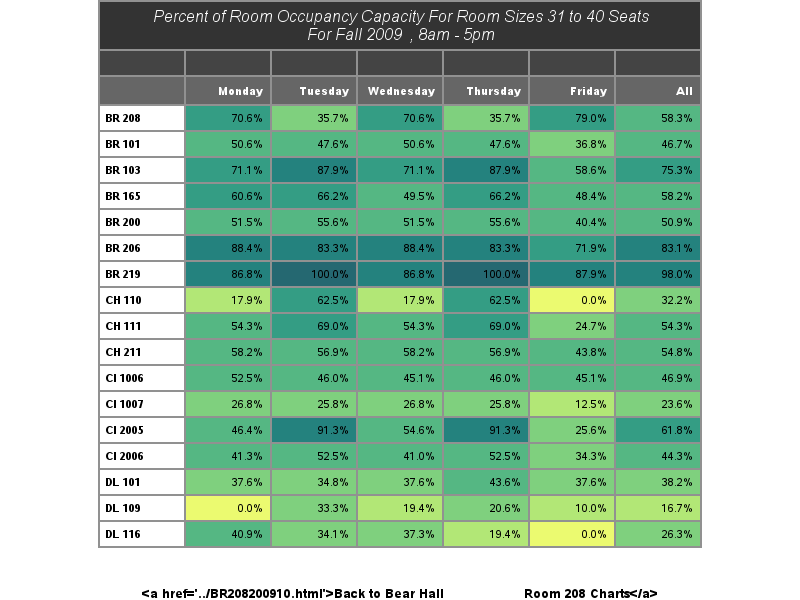 Percent of Room Occupancy Capacity For Room Sizes 31 to 40 Seats
For Fall 2009 , 8am - 5pm
Monday Tuesday Wednesday Thursday Friday All
BR 208 70.6% 35.7% 70.6% 35.7% 79.0% 58.3%
BR 101 50.6% 47.6% 50.6% 47.6% 36.8% 46.7%
BR 103 71.1% 87.9% 71.1% 87.9% 58.6% 75.3%
BR 165 60.6% 66.2% 49.5% 66.2% 48.4% 58.2%
BR 200 51.5% 55.6% 51.5% 55.6% 40.4% 50.9%
BR 206 88.4% 83.3% 88.4% 83.3% 71.9% 83.1%
BR 219 86.8% 100.0% 86.8% 100.0% 87.9% 98.0%
CH 110 17.9% 62.5% 17.9% 62.5% 0.0% 32.2%
CH 111 54.3% 69.0% 54.3% 69.0% 24.7% 54.3%
CH 211 58.2% 56.9% 58.2% 56.9% 43.8% 54.8%
CI 1006 52.5% 46.0% 45.1% 46.0% 45.1% 46.9%
CI 1007 26.8% 25.8% 26.8% 25.8% 12.5% 23.6%
CI 2005 46.4% 91.3% 54.6% 91.3% 25.6% 61.8%
CI 2006 41.3% 52.5% 41.0% 52.5% 34.3% 44.3%
DL 101 37.6% 34.8% 37.6% 43.6% 37.6% 38.2%
DL 109 0.0% 33.3% 19.4% 20.6% 10.0% 16.7%
DL 116 40.9% 34.1% 37.3% 19.4% 0.0% 26.3%
<a href='../BR208200910.html'>Back to Bear Hall Room 208 Charts</a>